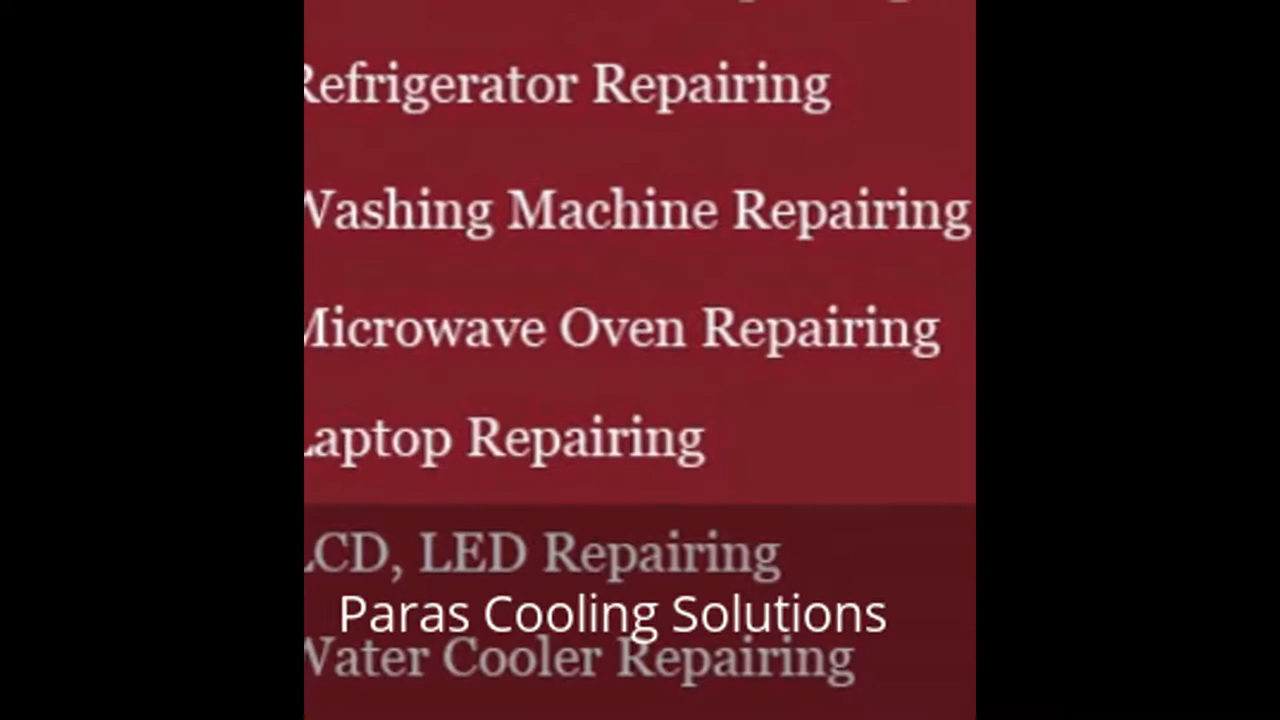 Refrigerator Repairing
Washing Machine Repairing
Microwave Oven Repairing
Laptop Repairing
LCD, LED Repairing
Paras Cooling Solutions
Water Cooler Repairing